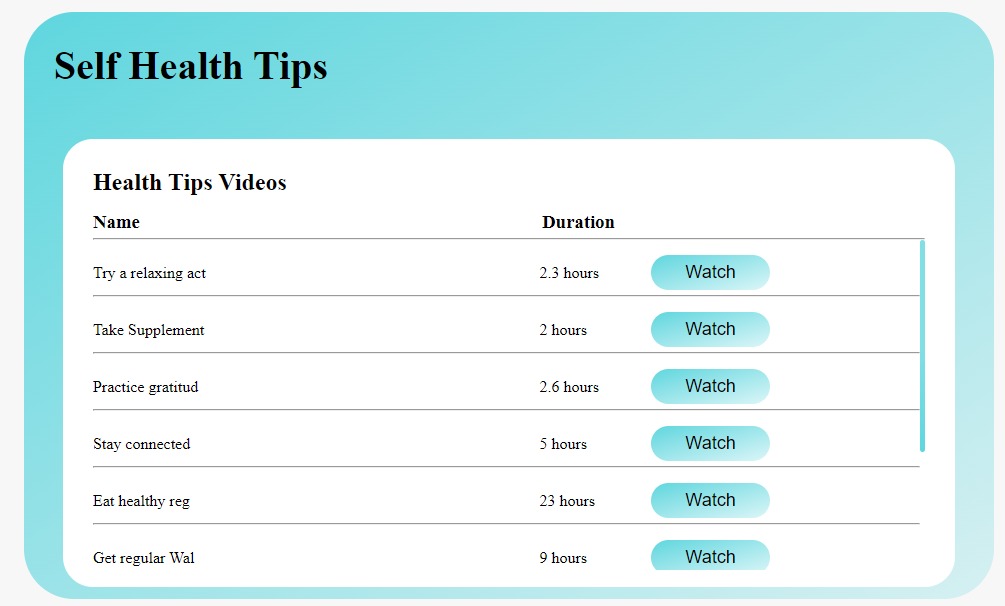 Self Health Tips
Health Tips Videos
Name Duration
Try a relaxing act 2.3 hours Watch
Take Supplement 2 hours Watch
Practice gratitud 2.6 hours Watch
Stay connected 5 hours Watch
Eat healthy reg 23 hours Watch
Get regular Wal 9 hours Watch